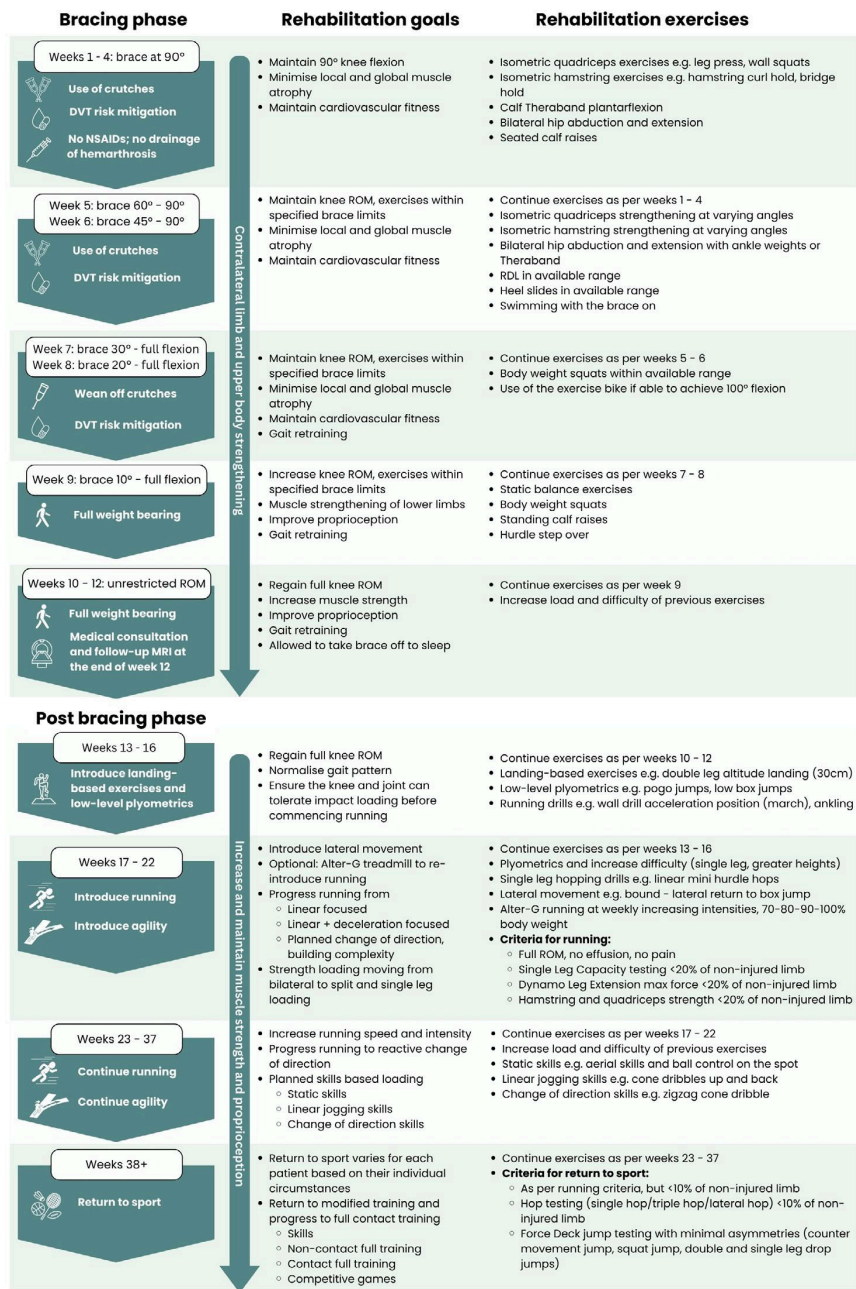 Bracing phase
Rehabilitation goals
Rehabilitation exercises
Weeks 1 - 4: brace at 90°
Use of crutches
DVT risk mitigation
No NSAIDs; no drainage
of hemarthrosis
• Maintain 90° knee flexion
• Minimise local and global muscle
atrophy
• Maintain cardiovascular fitness
• Isometric quadriceps exercises e.g. leg press, wall squats
• Isometric hamstring exercises e.g. hamstring curl hold, bridge
hold
• Calf Theraband plantarflexion
• Bilateral hip abduction and extension
• Seated calf raises
Contralateral limb and upper body strengthening
Week 5: brace 60° - 90°
Week 6: brace 45° - 90°
Use of crutches
DVT risk mitigation
• Maintain knee ROM, exercises within
specified brace limits
• Minimise local and global muscle
atrophy
• Maintain cardiovascular fitness
Continue exercises as per weeks 1 - 4
• Isometric quadriceps strengthening at varying angles
• Isometric hamstring strengthening at varying angles
• Bilateral hip abduction and extension with ankle weights or
Theraband
• RDL in available range
• Heel slides in available range
• Swimming with the brace on
Week 7: brace 30° - full flexion
Week 8: brace 20° - full flexion
Wean off crutches
DVT risk mitigation
• Maintain knee ROM, exercises within
specified brace limits
• Minimise local and global muscle
atrophy
• Maintain cardiovascular fitness
• Gait retraining
• Continue exercises as per weeks 5 - 6
• Body weight squats within available range
• Use of the exercise bike if able to achieve 100° flexion
Week 9: brace 10° - full flexion
Full weight bearing
• Increase knee ROM, exercises within
specified brace limits
• Muscle strengthening of lower limbs
• Improve proprioception
• Gait retraining
• Continue exercises as per weeks 7 - 8
• Static balance exercises
• Body weight squats
• Standing calf raises
• Hurdle step over
Weeks 10 - 12: unrestricted ROM
Full weight bearing
Medical consultation
and follow-up MRI at
the end of week 12
• Regain full knee ROM
• Increase muscle strength
• Improve proprioception
• Gait retraining
• Allowed to take brace off to sleep
• Continue exercises as per week 9
• Increase load and difficulty of previous exercises
Post bracing phase
Weeks 13 - 16
Introduce landing-
based exercises and
low-level plyometrics
• Regain full knee ROM
• Normalise gait pattern
• Ensure the knee and joint can
tolerate impact loading before
commencing running
• Continue exercises as per weeks 10 - 12
• Landing-based exercises e.g. double leg altitude landing (30cm)
• Low-level plyometrics e.g. pogo jumps, low box jumps
• Running drills e.g. wall drill acceleration position (march), ankling
Increase and maintain muscle strength and proprioception
Weeks 17 - 22
Introduce running
Introduce agility
• Introduce lateral movement
• Optional: Alter-G treadmill to re-
introduce running
• Progress running from
○ Linear focused
○ Linear + deceleration focused
○ Planned change of direction,
building complexity
• Strength loading moving from
bilateral to split and single leg
loading
• Continue exercises as per weeks 13 - 16
• Plyometrics and increase difficulty (single leg, greater heights)
• Single leg hopping drills e.g. linear mini hurdle hops
• Lateral movement e.g. bound - lateral return to box jump
• Alter-G running at weekly increasing intensities, 70-80-90-100%
body weight
• Criteria for running:
○ Full ROM, no effusion, no pain
○ Single Leg Capacity testing <20% of non-injured limb
○ Dynamo Leg Extension max force <20% of non-injured limb
○ Hamstring and quadriceps strength <20% of non-injured limb
Weeks 23 - 37
Continue running
Continue agility
• Increase running speed and intensity
• Progress running to reactive change
of direction
• Planned skills based loading
○ Static skills
○ Linear jogging skills
○ Change of direction skills
• Continue exercises as per weeks 17 - 22
• Increase load and difficulty of previous exercises
• Static skills e.g. aerial skills and ball control on the spot
• Linear jogging skills e.g. cone dribbles up and back
• Change of direction skills e.g. zigzag cone dribble
Weeks 38+
Return to sport
• Return to sport varies for each
patient based on their individual
circumstances
• Return to modified training and
progress to full contact training
○ Skills
○ Non-contact full training
○ Contact full training
○ Competitive games
• Continue exercises as per weeks 23 - 37
• Criteria for return to sport:
○ As per running criteria, but <10% of non-injured limb
○ Hop testing (single hop/triple hop/lateral hop) <10% of non-
injured limb
○ Force Deck jump testing with minimal asymmetries (counter
movement jump, squat jump, double and single leg drop
jumps)